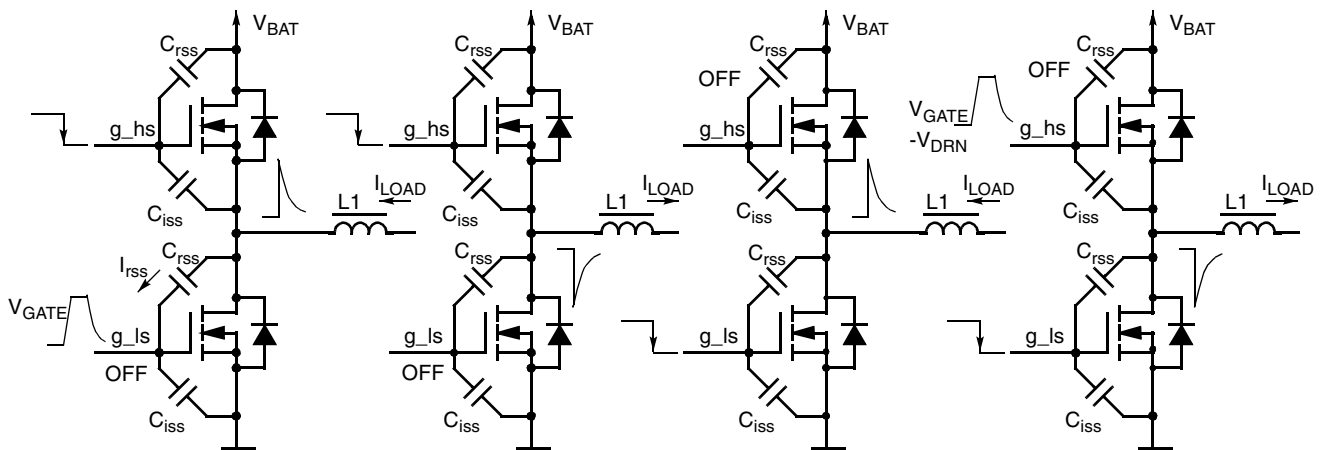 V_BAT
C_rss
g_hs
C_iss
L1
I_LOAD
I_rss
C_rss
V_GATE
g_ls
OFF
C_iss
V_BAT
C_rss
g_hs
C_iss
L1
I_LOAD
C_rss
g_ls
OFF
C_iss
V_BAT
C_rss
OFF
g_hs
C_iss
L1
I_LOAD
C_rss
g_ls
C_iss
V_BAT
C_rss
OFF
V_GATE
-V_DRN
g_hs
C_iss
L1
I_LOAD
C_rss
g_ls
C_iss